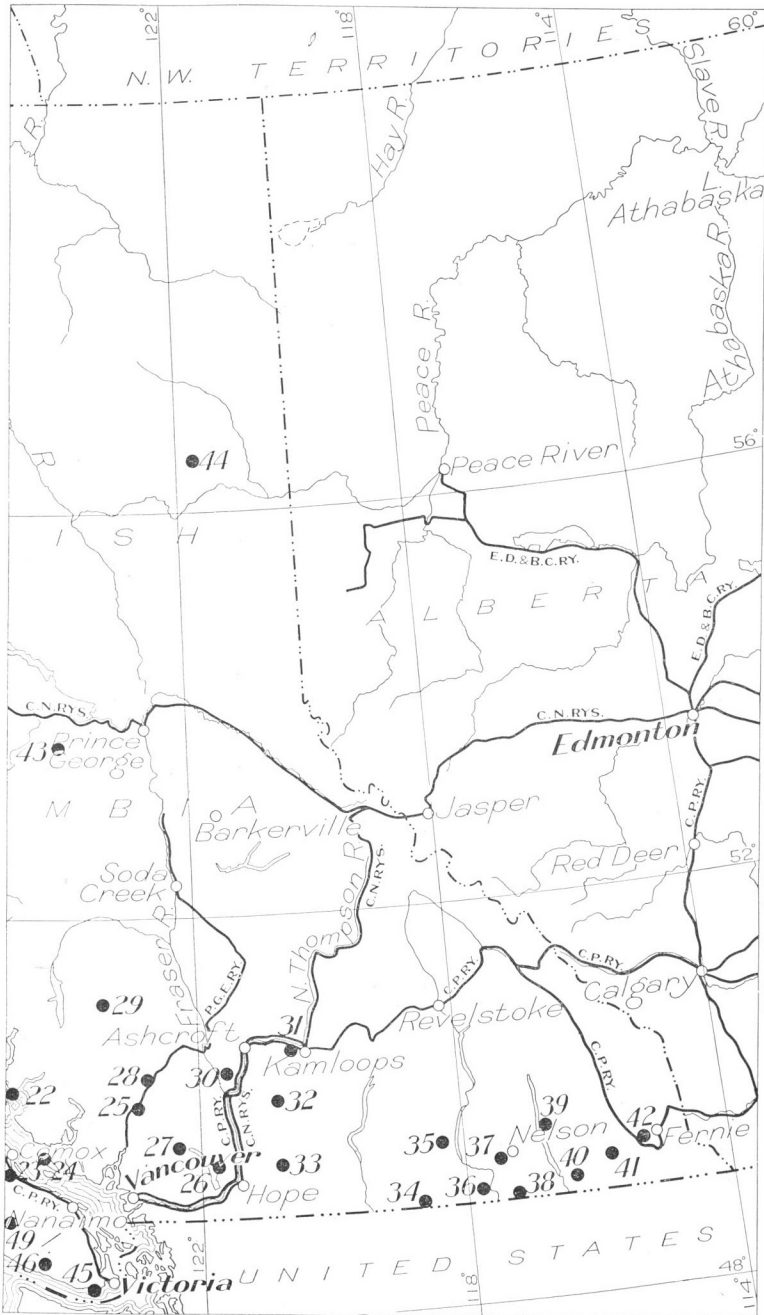 122°
118°
114°
60°
N.W. TERRITORIES
R.
Hay R.
Slave R.
L. Athabaska
Athabaska R.
Peace R.
56°
44
Peace River
R
ISH
E.D.&B.C.RY.
ALBERTA
E.D.&B.C.RY.
C.N.RYS.
C.N.RYS.
43
Prince George
Edmonton
MBIA
Barkerville
Jasper
C.P.RY.
Soda Creek
Red Deer
52°
Fraser R.
P.G.E.RY.
N. Thompson R.
C.N.RYS.
C.P.RY.
C.P.RY.
Calgary
29
Ashcroft
31
Kamloops
Revelstoke
C.P.RY.
22
28
25
30
32
C.P.RY.
C.N.RYS.
39
42
Fernie
Comox
23
24
27
26
33
35
37
Nelson
40
41
Vancouver
Hope
34
36
38
C.P.RY.
Nanaimo
49
46
45
Victoria
122°
UNITED STATES
118°
48°
114°